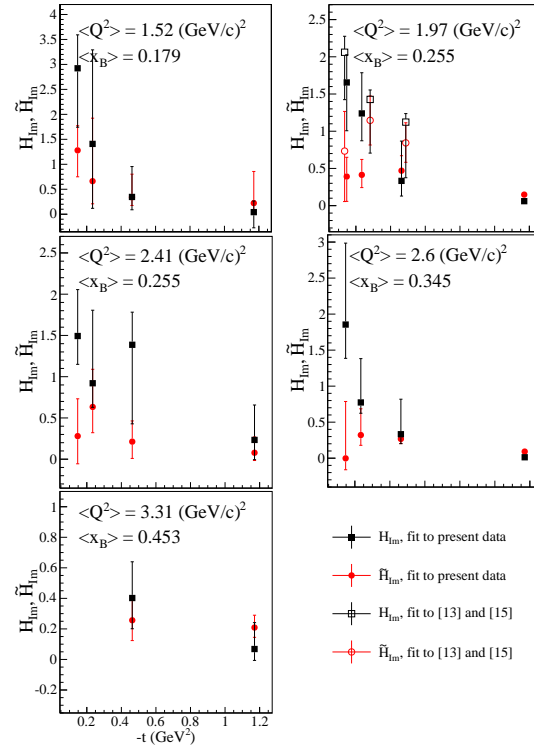 <Q²> = 1.52 (GeV/c)²
<x_B> = 0.179
H_Im, H̃_Im
4
3.5
3
2.5
2
1.5
1
0.5
0
<Q²> = 1.97 (GeV/c)²
<x_B> = 0.255
H_Im, H̃_Im
2.5
2
1.5
1
0.5
0
<Q²> = 2.41 (GeV/c)²
<x_B> = 0.255
H_Im, H̃_Im
2.5
2
1.5
1
0.5
0
<Q²> = 2.6 (GeV/c)²
<x_B> = 0.345
H_Im, H̃_Im
3
2.5
2
1.5
1
0.5
0
<Q²> = 3.31 (GeV/c)²
<x_B> = 0.453
H_Im, H̃_Im
1
0.8
0.6
0.4
0.2
0
-0.2
0.2 0.4 0.6 0.8 1 1.2
-t (GeV²)
H_Im, fit to present data
H̃_Im, fit to present data
H_Im, fit to [13] and [15]
H̃_Im, fit to [13] and [15]